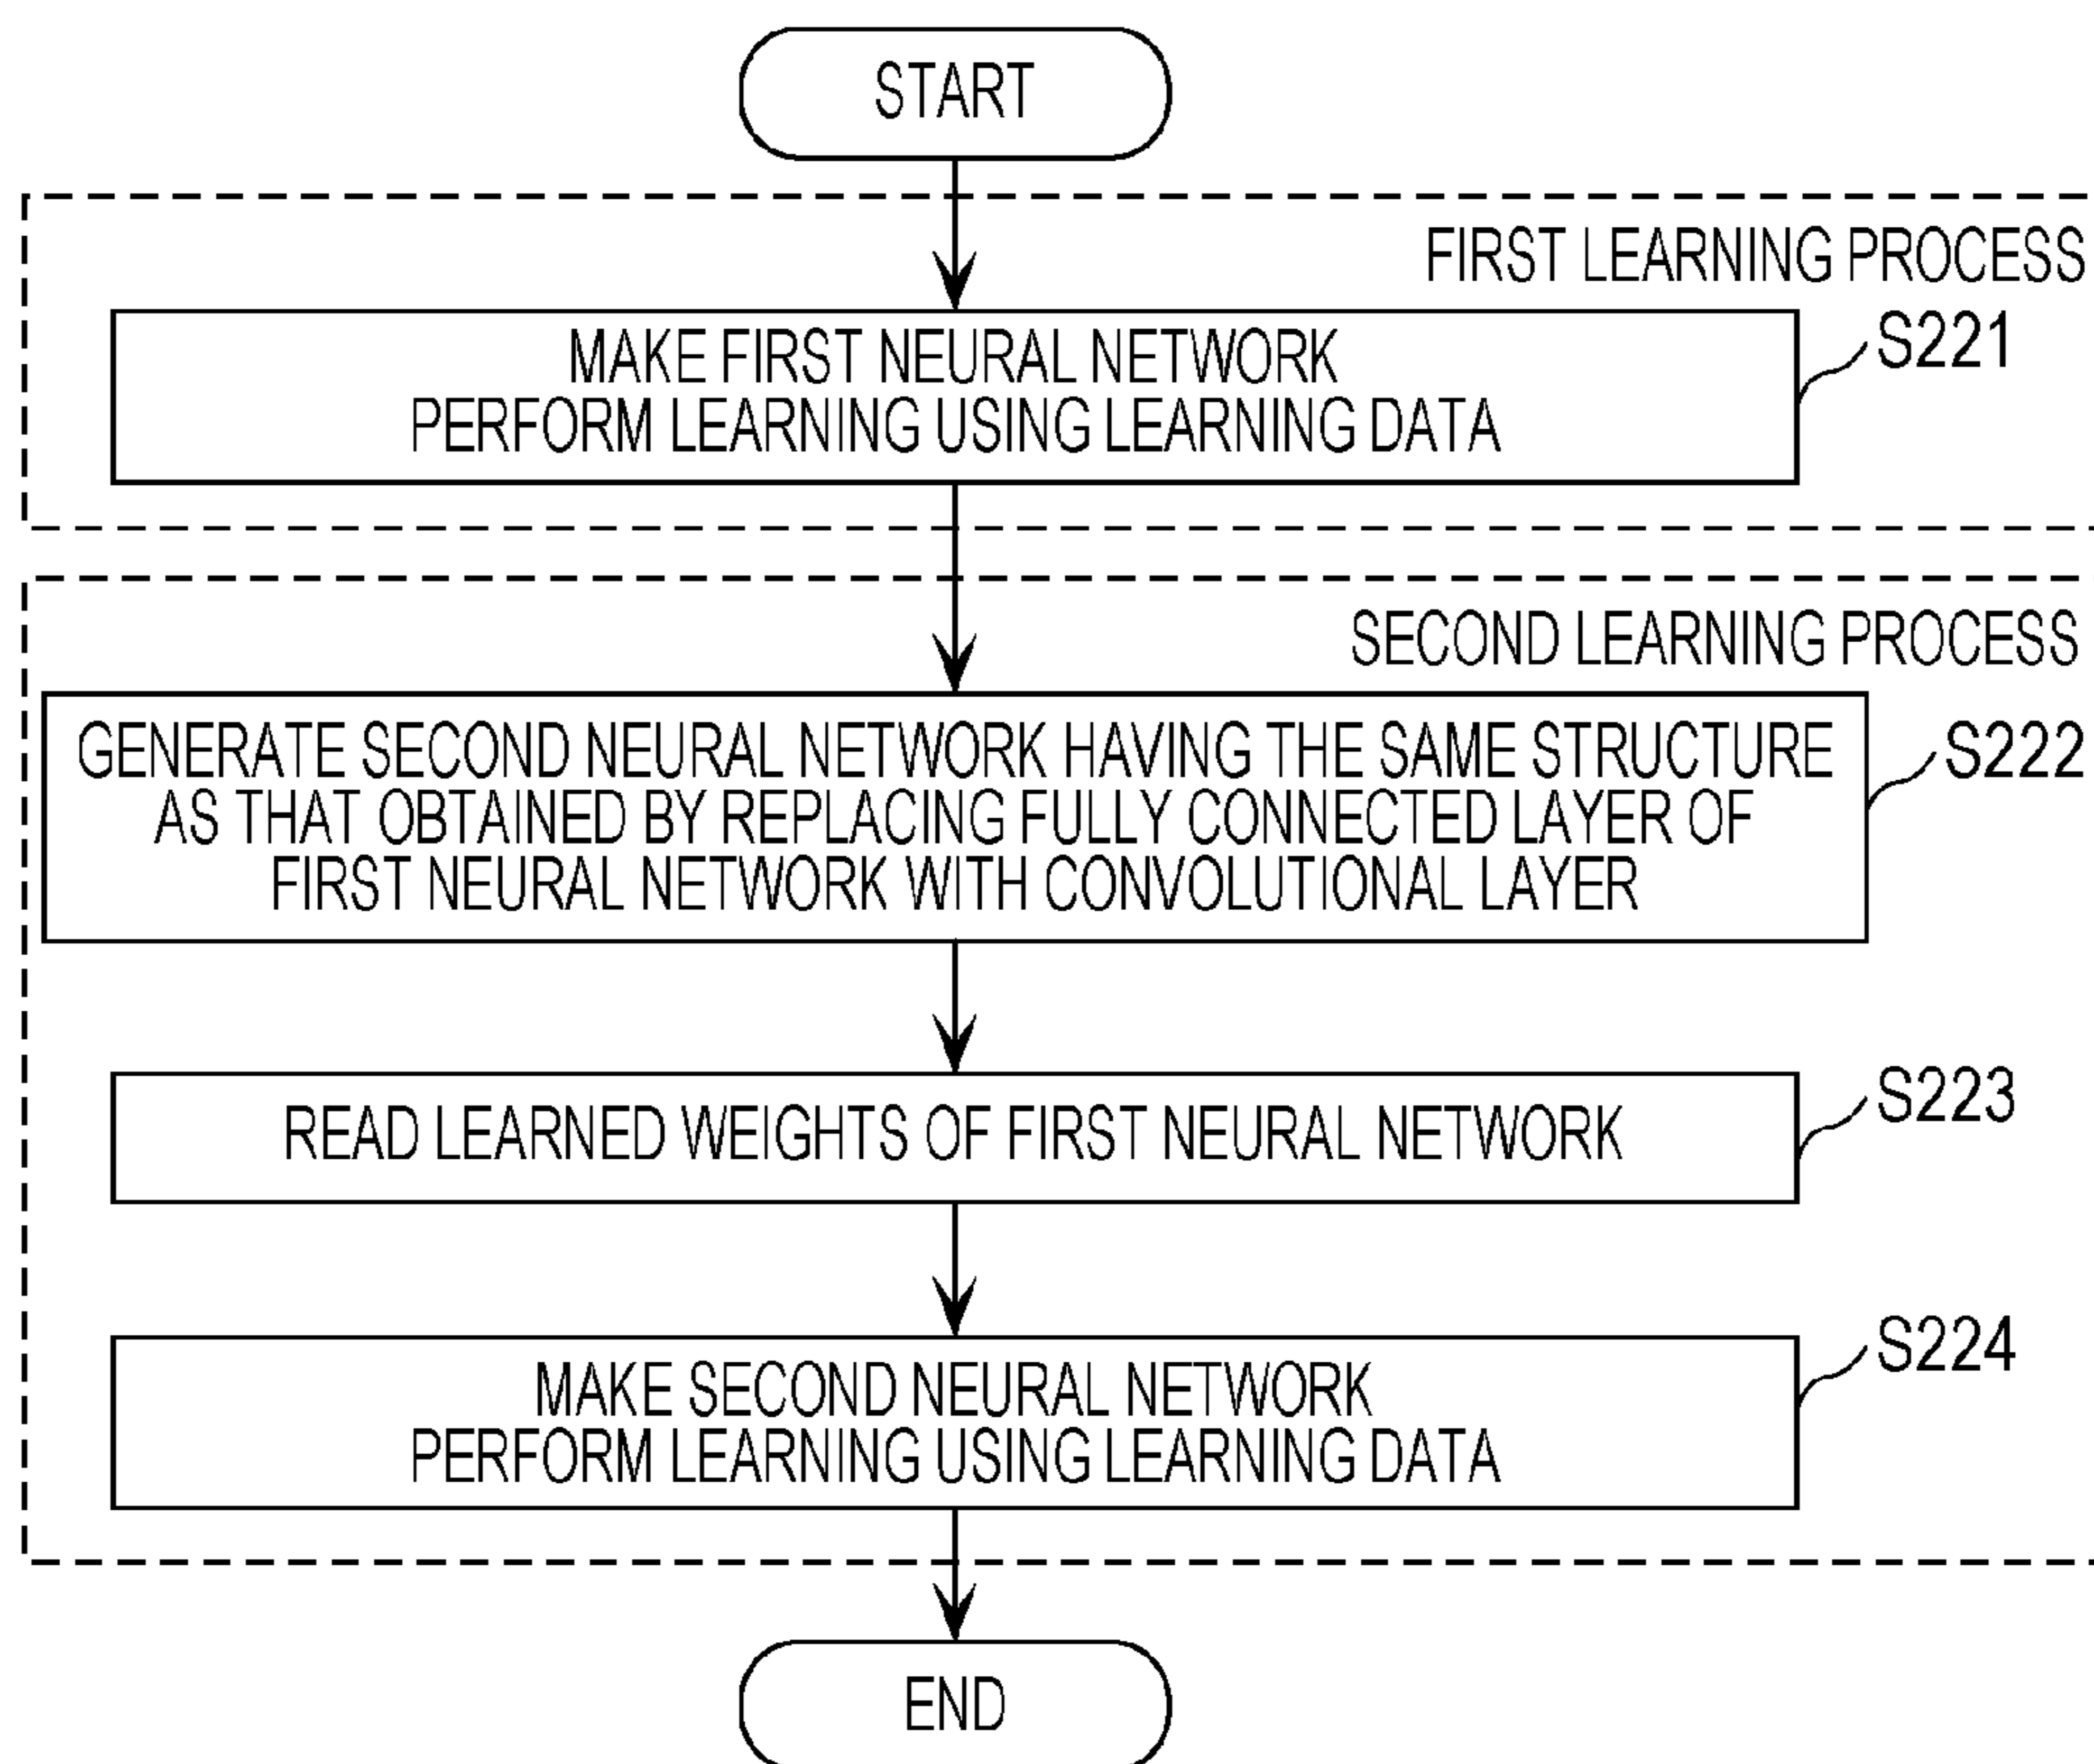 START
FIRST LEARNING PROCESS
MAKE FIRST NEURAL NETWORK
PERFORM LEARNING USING LEARNING DATA
S221
SECOND LEARNING PROCESS
GENERATE SECOND NEURAL NETWORK HAVING THE SAME STRUCTURE
AS THAT OBTAINED BY REPLACING FULLY CONNECTED LAYER OF
FIRST NEURAL NETWORK WITH CONVOLUTIONAL LAYER
S222
READ LEARNED WEIGHTS OF FIRST NEURAL NETWORK
S223
MAKE SECOND NEURAL NETWORK
PERFORM LEARNING USING LEARNING DATA
S224
END